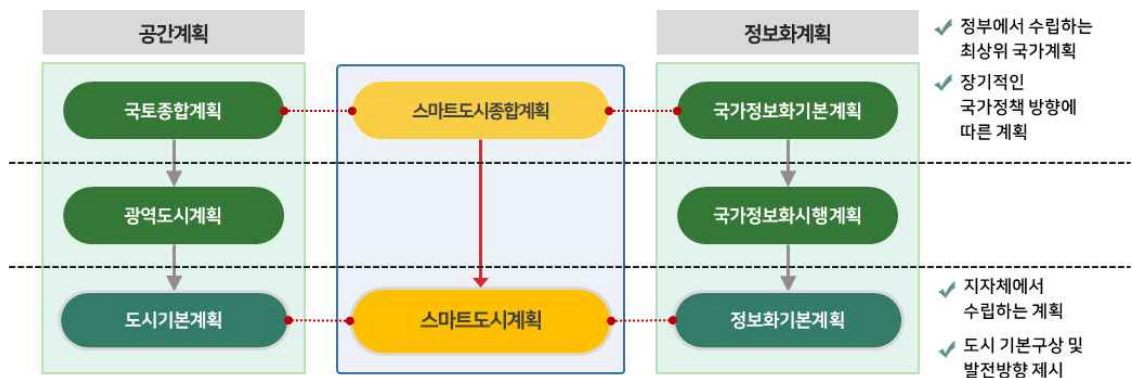 공간계획
정보화계획
정부에서 수립하는
최상위 국가계획
장기적인
국가정책 방향에
따른 계획
국토종합계획
스마트도시종합계획
국가정보화기본계획
광역도시계획
국가정보화시행계획
도시기본계획
스마트도시계획
정보화기본계획
지자체에서
수립하는 계획
도시 기본구상 및
발전방향 제시